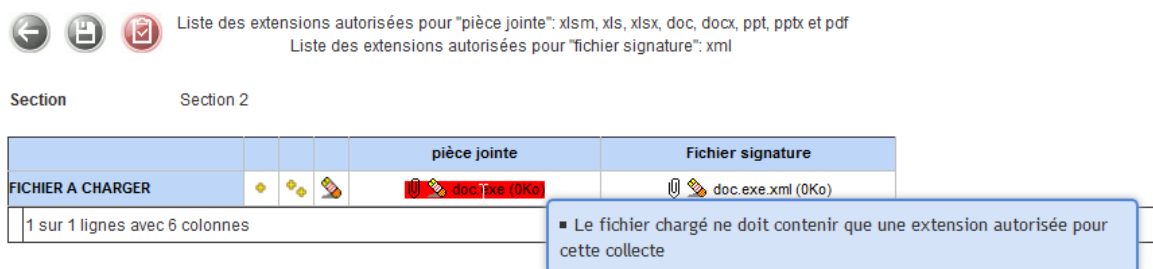 Liste des extensions autorisées pour "pièce jointe": xlsm, xls, xlsx, doc, docx, ppt, pptx et pdf
Liste des extensions autorisées pour "fichier signature": xml
Section Section 2
pièce jointe Fichier signature
FICHIER A CHARGER doc.exe (0Ko) doc.exe.xml (0Ko)
1 sur 1 lignes avec 6 colonnes
▪ Le fichier chargé ne doit contenir que une extension autorisée pour
cette collecte